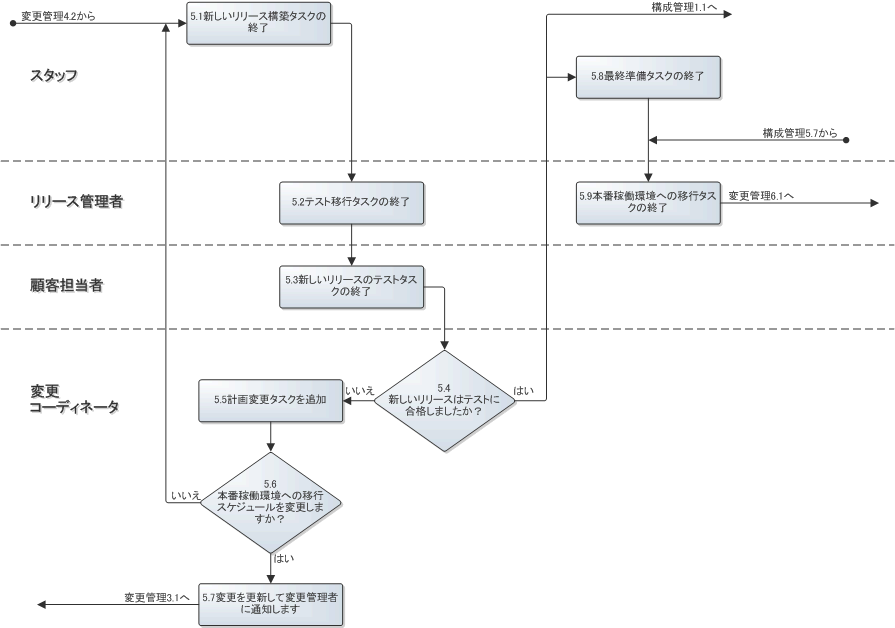 変更管理4.2から
5.1新しいリリース構築タスクの
終了
構成管理1.1へ
スタッフ
5.8最終準備タスクの終了
構成管理5.7から
リリース管理者
5.2テスト移行タスクの終了
5.9本番稼働環境への移行タス
クの終了
変更管理6.1へ
顧客担当者
5.3新しいリリースのテストタス
クの終了
変更
コーディネータ
5.4
新しいリリースはテストに
合格しましたか？
いいえ
はい
5.5計画変更タスクを追加
5.6
本番稼働環境への移行
スケジュールを変更しま
すか？
いいえ
はい
5.7変更を更新して変更管理者
に通知します
変更管理3.1へ